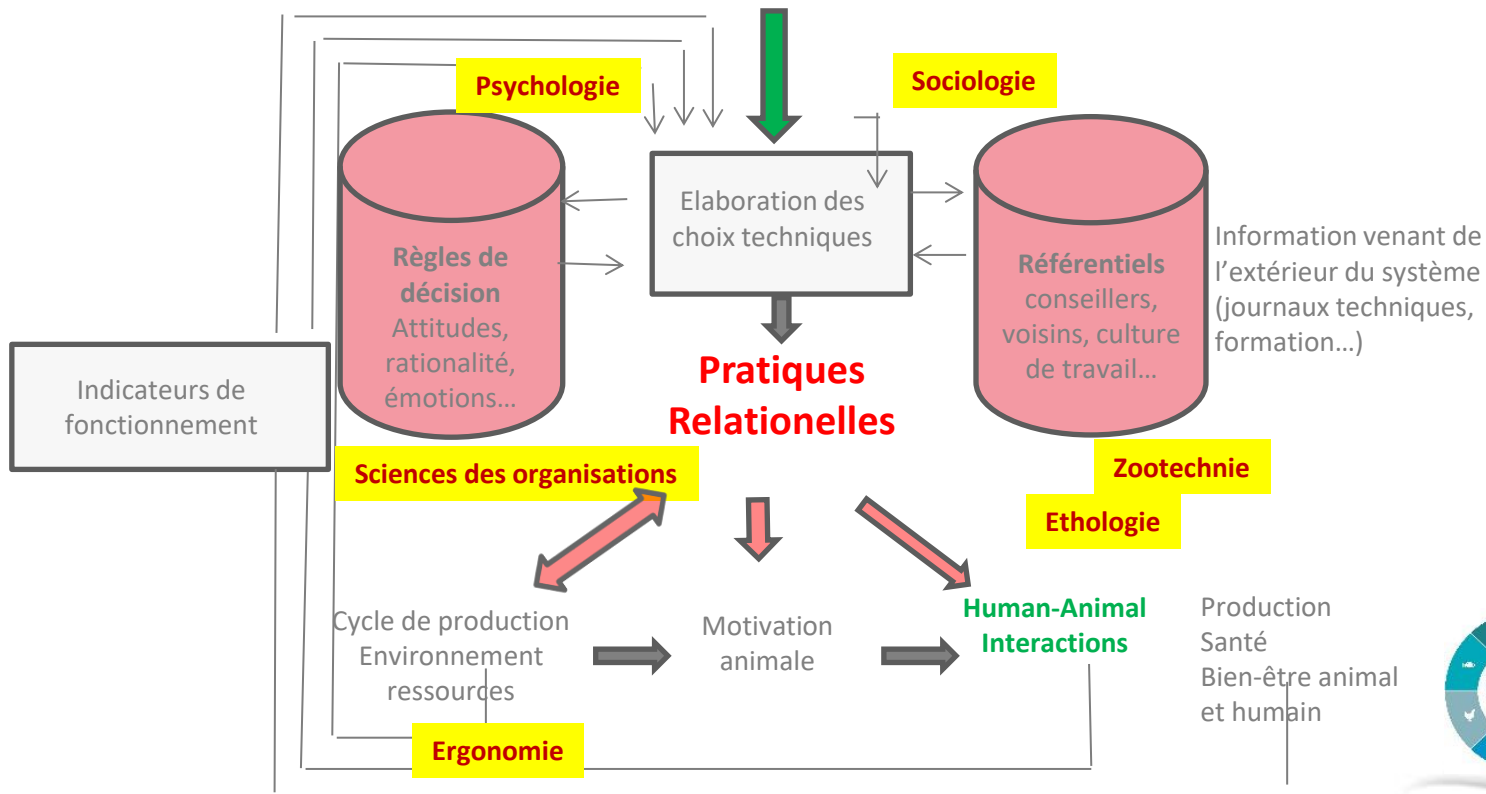 Psychologie
Sociologie
Règles de
décision
Attitudes,
rationalité,
émotions…
Elaboration des
choix techniques
Référentiels
conseillers,
voisins, culture
de travail…
Information venant de
l’extérieur du système
(journaux techniques,
formation…)
Indicateurs de
fonctionnement
Pratiques
Relationelles
Sciences des organisations
Zootechnie
Ethologie
Cycle de production
Environnement
ressources
Motivation
animale
Human-Animal
Interactions
Production
Santé
Bien-être animal
et humain
Ergonomie